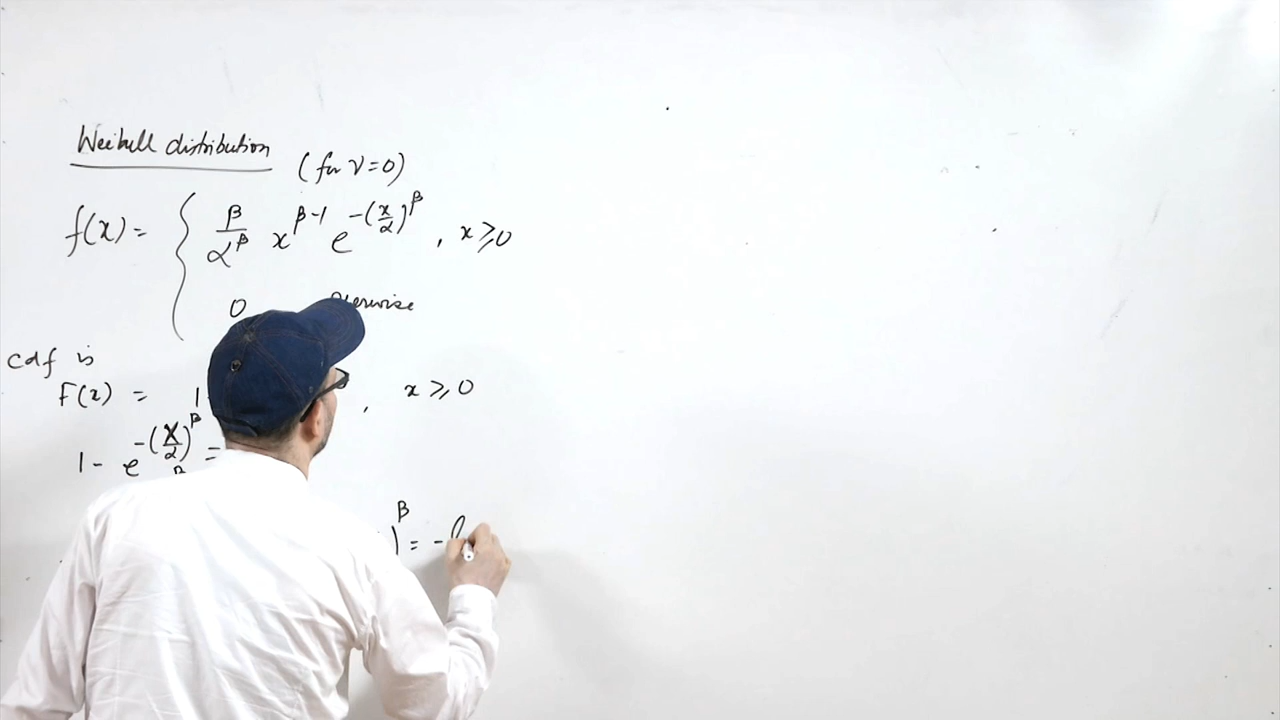 Weibull distribution (for ν=0)
f(x) = { β/α^β x^(β-1) e^(-(x/α)^β) , x ≥ 0
0
cdf is
F(x) = 1 , x ≥ 0
1 - e^(-(X/α)^β) =
)^β = -l